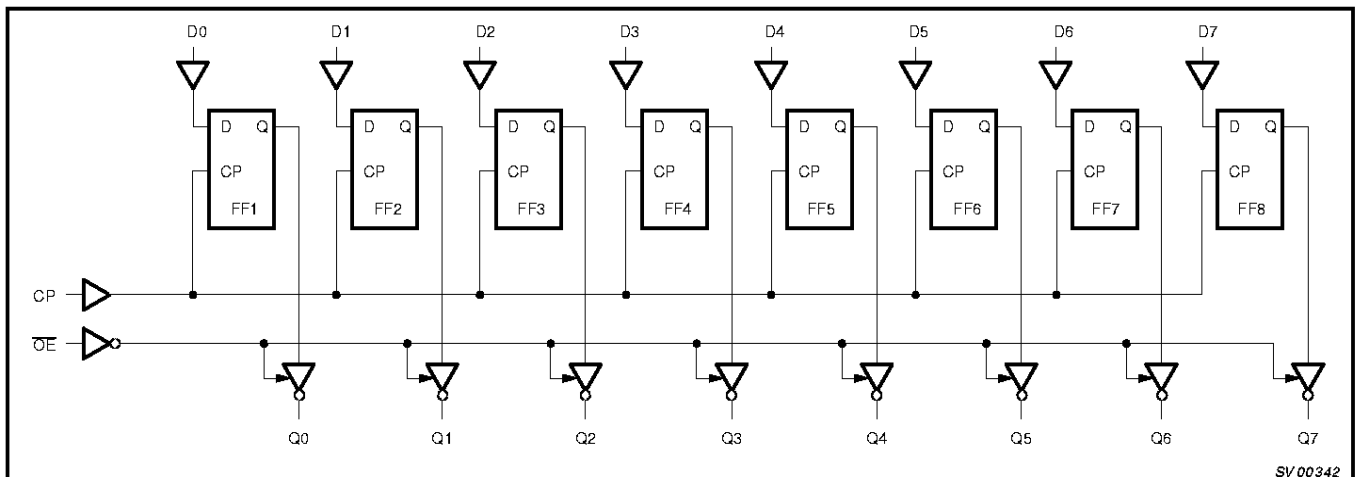 D0 D1 D2 D3 D4 D5 D6 D7
D Q D Q D Q D Q D Q D Q D Q D Q
CP CP CP CP CP CP CP CP
FF1 FF2 FF3 FF4 FF5 FF6 FF7 FF8
CP
OE
Q0 Q1 Q2 Q3 Q4 Q5 Q6 Q7
SV00342